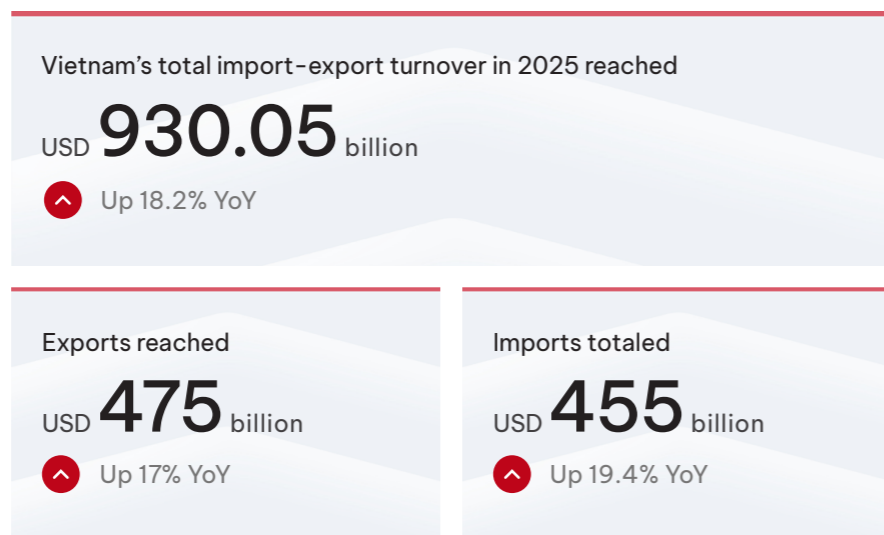 Vietnam’s total import-export turnover in 2025 reached
USD 930.05 billion
Up 18.2% YoY
Exports reached
USD 475 billion
Up 17% YoY
Imports totaled
USD 455 billion
Up 19.4% YoY